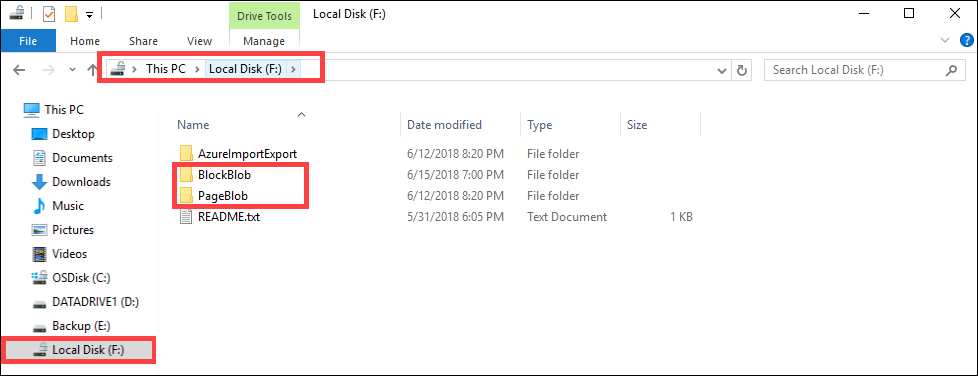 Drive Tools Local Disk (F:)
File Home Share View Manage
This PC Local Disk (F:) Search Local Disk (F:)
This PC
Desktop
Documents
Downloads
Music
Pictures
Videos
OSDisk (C:)
DATADRIVE1 (D:)
Backup (E:)
Local Disk (F:)
Name Date modified Type Size
AzureImportExport 6/12/2018 8:20 PM File folder
BlockBlob 6/15/2018 7:00 PM File folder
PageBlob 6/12/2018 8:20 PM File folder
README.txt 5/31/2018 6:05 PM Text Document 1 KB